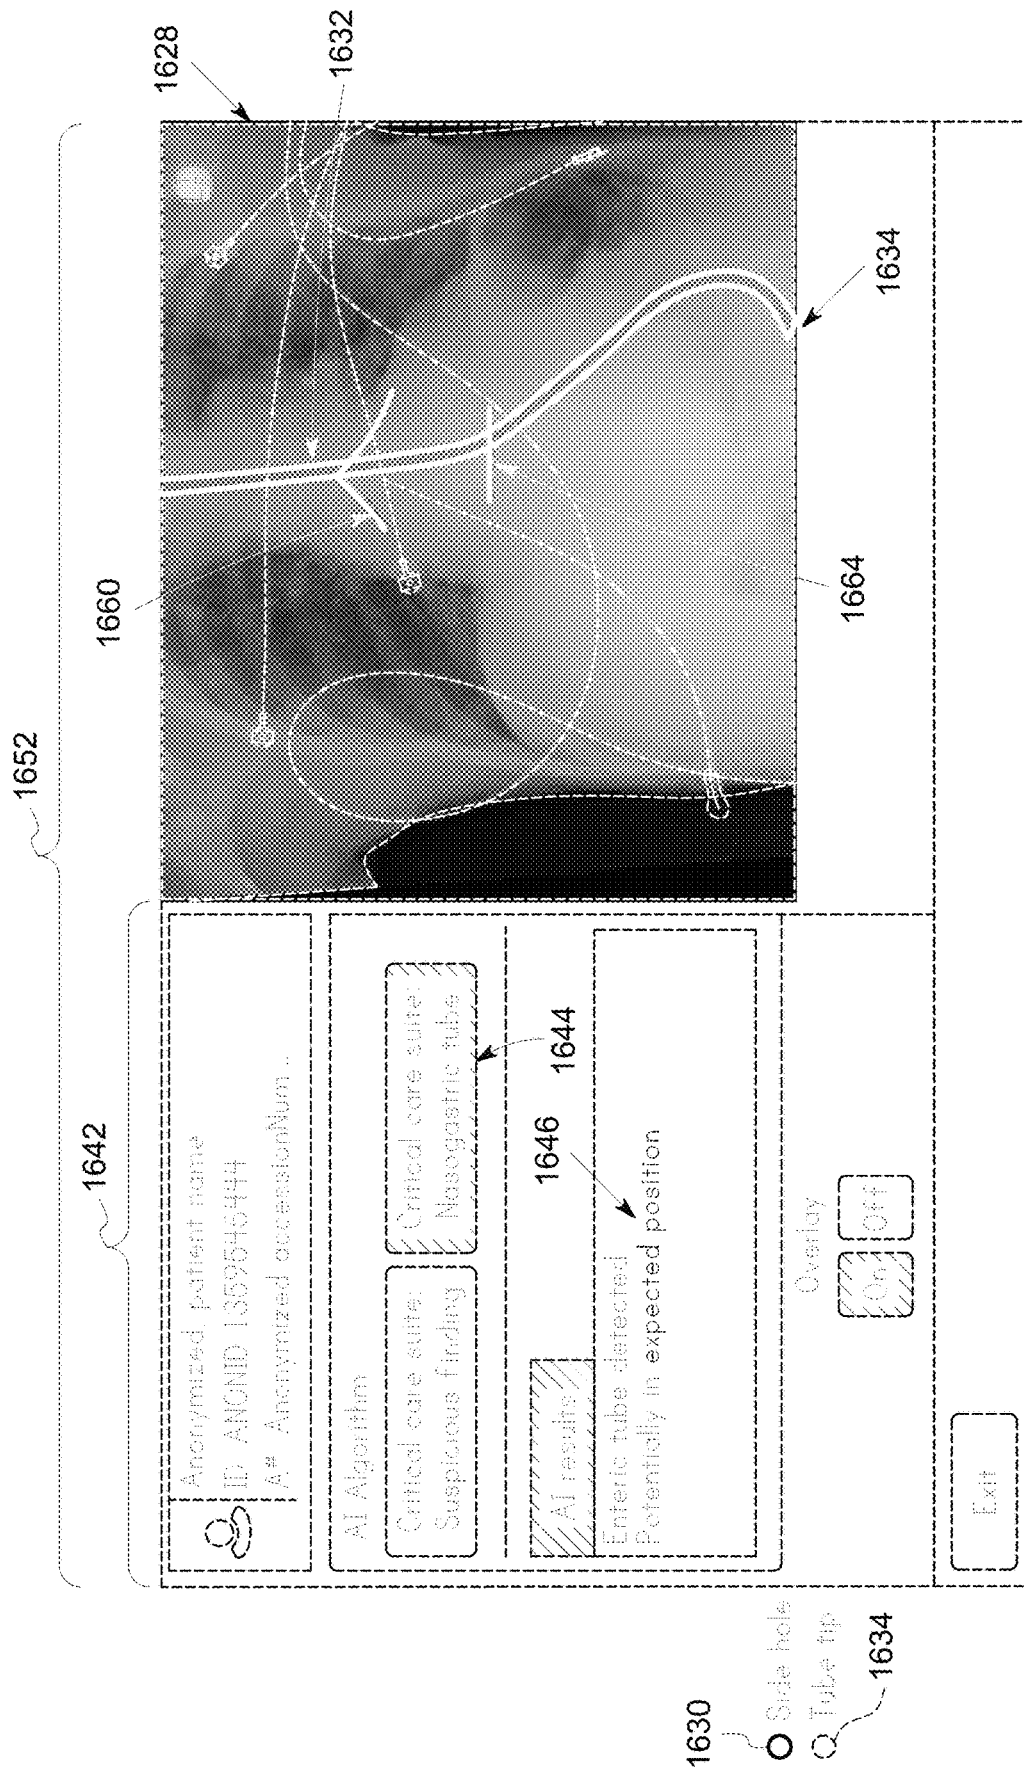 1652
1642
1628
1632
1660
1634
1664
Anonymized patient name
ID ANONID 1359546444
A# Anonymized accessionNum...
AI Algorithm
Critical care suite:
Suspicious finding
Critical care suite:
Nasogastric tube
1644
AI results
1646
Enteric tube detected
Potentially in expected position
Overlay
On
Off
Exit
1630
Side hole
Tube tip
1634